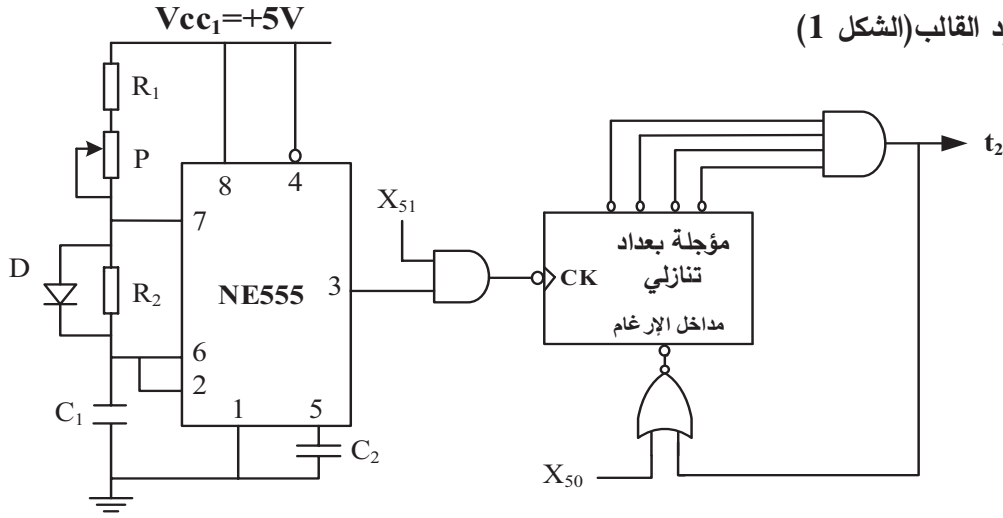 Vcc₁=+5V
القالب (الشكل 1)
R₁
P
8
4
7
D
R₂
NE555
3
6
2
1
5
C₁
C₂
X₅₁
CK
مؤجلة بعداد
تنازلي
مداخل الإرغام
X₅₀
t₂